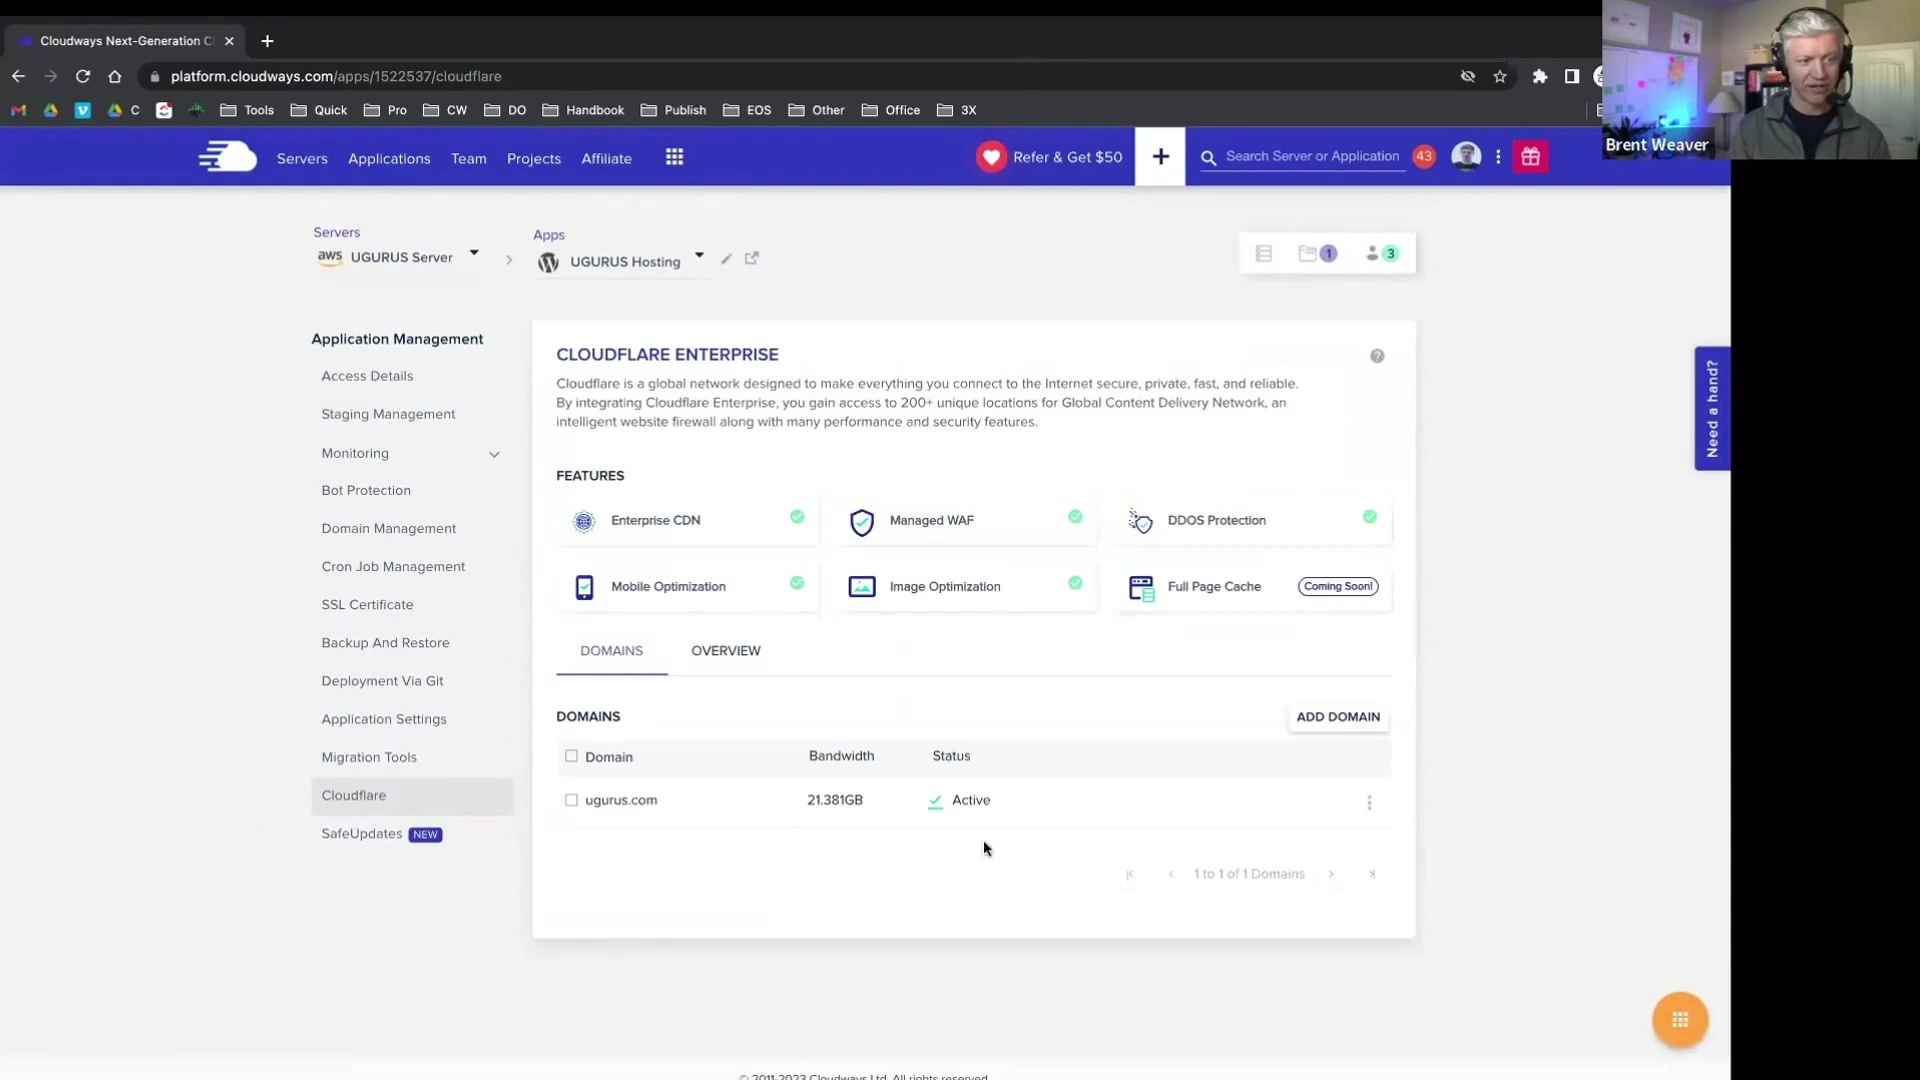 Cloudways Next-Generation C
platform.cloudways.com/apps/1522537/cloudflare
C
Tools
Quick
Pro
CW
DO
Handbook
Publish
EOS
Other
Office
3X
Brent Weaver
Servers
Applications
Team
Projects
Affiliate
Refer & Get $50
+
Search Server or Application
43
Servers
aws UGURUS Server
Apps
UGURUS Hosting
1
3
Need a hand?
Application Management
Access Details
Staging Management
Monitoring
Bot Protection
Domain Management
Cron Job Management
SSL Certificate
Backup And Restore
Deployment Via Git
Application Settings
Migration Tools
Cloudflare
SafeUpdates NEW
CLOUDFLARE ENTERPRISE
?
Cloudflare is a global network designed to make everything you connect to the Internet secure, private, fast, and reliable.
By integrating Cloudflare Enterprise, you gain access to 200+ unique locations for Global Content Delivery Network, an
intelligent website firewall along with many performance and security features.
FEATURES
Enterprise CDN
Managed WAF
DDOS Protection
Mobile Optimization
Image Optimization
Full Page Cache
Coming Soon!
DOMAINS
OVERVIEW
DOMAINS
ADD DOMAIN
Domain
Bandwidth
Status
ugurus.com
21.381GB
Active
1 to 1 of 1 Domains
© 2011-2023 Cloudways Ltd. All rights reserved